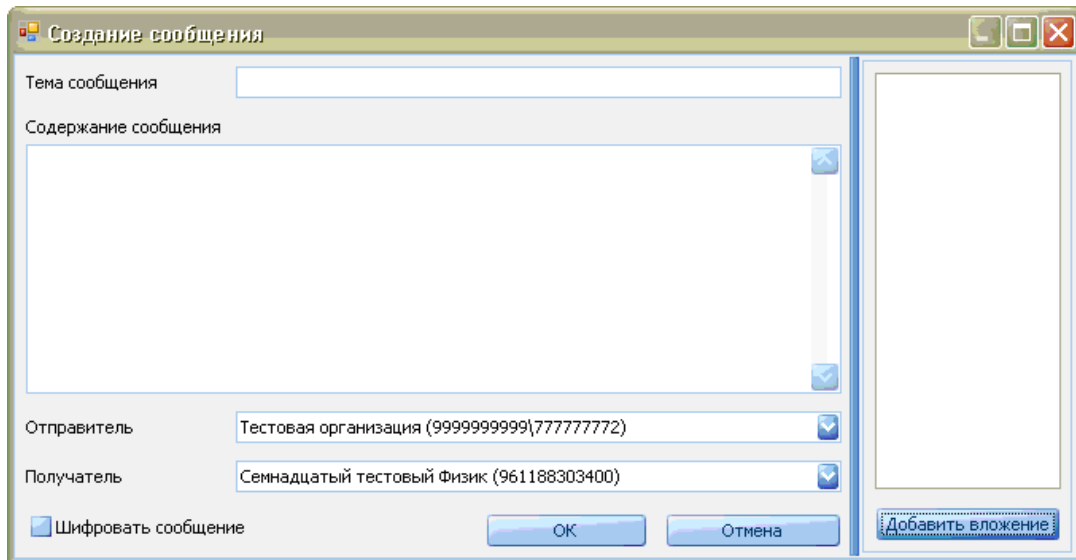 Создание сообщения
Тема сообщения
Содержание сообщения
Отправитель
Тестовая организация (9999999999\777777772)
Получатель
Семнадцатый тестовый Физик (961188303400)
Шифровать сообщение
ОК
Отмена
Добавить вложение